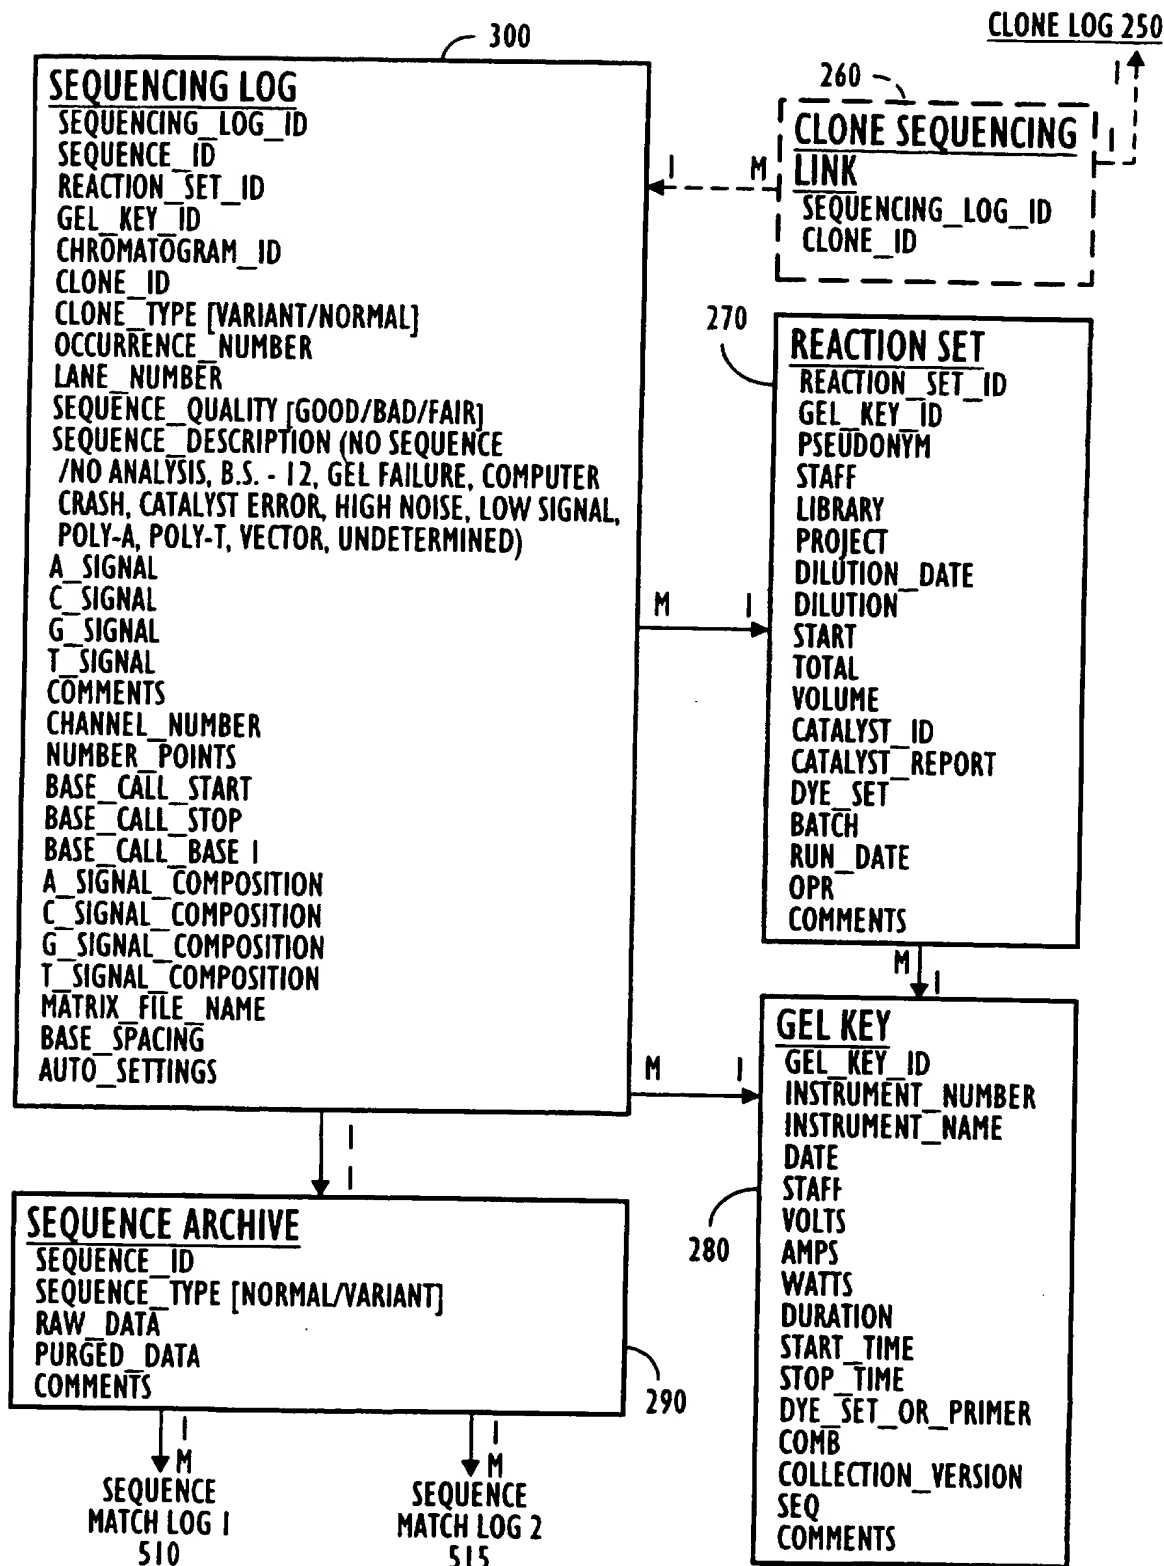 300
SEQUENCING LOG
SEQUENCING_LOG_ID
SEQUENCE_ID
REACTION_SET_ID
GEL_KEY_ID
CHROMATOGRAM_ID
CLONE_ID
CLONE_TYPE [VARIANT/NORMAL]
OCCURRENCE_NUMBER
LANE_NUMBER
SEQUENCE_QUALITY [GOOD/BAD/FAIR]
SEQUENCE_DESCRIPTION (NO SEQUENCE
/NO ANALYSIS, B.S. - 12, GEL FAILURE, COMPUTER
CRASH, CATALYST ERROR, HIGH NOISE, LOW SIGNAL,
POLY-A, POLY-T, VECTOR, UNDETERMINED)
A_SIGNAL
C_SIGNAL
G_SIGNAL
T_SIGNAL
COMMENTS
CHANNEL_NUMBER
NUMBER_POINTS
BASE_CALL_START
BASE_CALL_STOP
BASE_CALL_BASE 1
A_SIGNAL_COMPOSITION
C_SIGNAL_COMPOSITION
G_SIGNAL_COMPOSITION
T_SIGNAL_COMPOSITION
MATRIX_FILE_NAME
BASE_SPACING
AUTO_SETTINGS
CLONE LOG 250
1
260
1
CLONE SEQUENCING
LINK
SEQUENCING_LOG_ID
CLONE_ID
1 M
270
REACTION SET
REACTION_SET_ID
GEL_KEY_ID
PSEUDONYM
STAFF
LIBRARY
PROJECT
DILUTION_DATE
DILUTION
START
TOTAL
VOLUME
CATALYST_ID
CATALYST_REPORT
DYE_SET
BATCH
RUN_DATE
OPR
COMMENTS
M 1
M
1
GEL KEY
GEL_KEY_ID
INSTRUMENT_NUMBER
INSTRUMENT_NAME
DATE
STAFF
VOLTS
AMPS
WATTS
DURATION
START_TIME
STOP_TIME
DYE_SET_OR_PRIMER
COMB
COLLECTION_VERSION
SEQ
COMMENTS
280
M 1
1
1
SEQUENCE ARCHIVE
SEQUENCE_ID
SEQUENCE_TYPE [NORMAL/VARIANT]
RAW_DATA
PURGED_DATA
COMMENTS
290
1
M
SEQUENCE
MATCH LOG 1
510
1
M
SEQUENCE
MATCH LOG 2
515